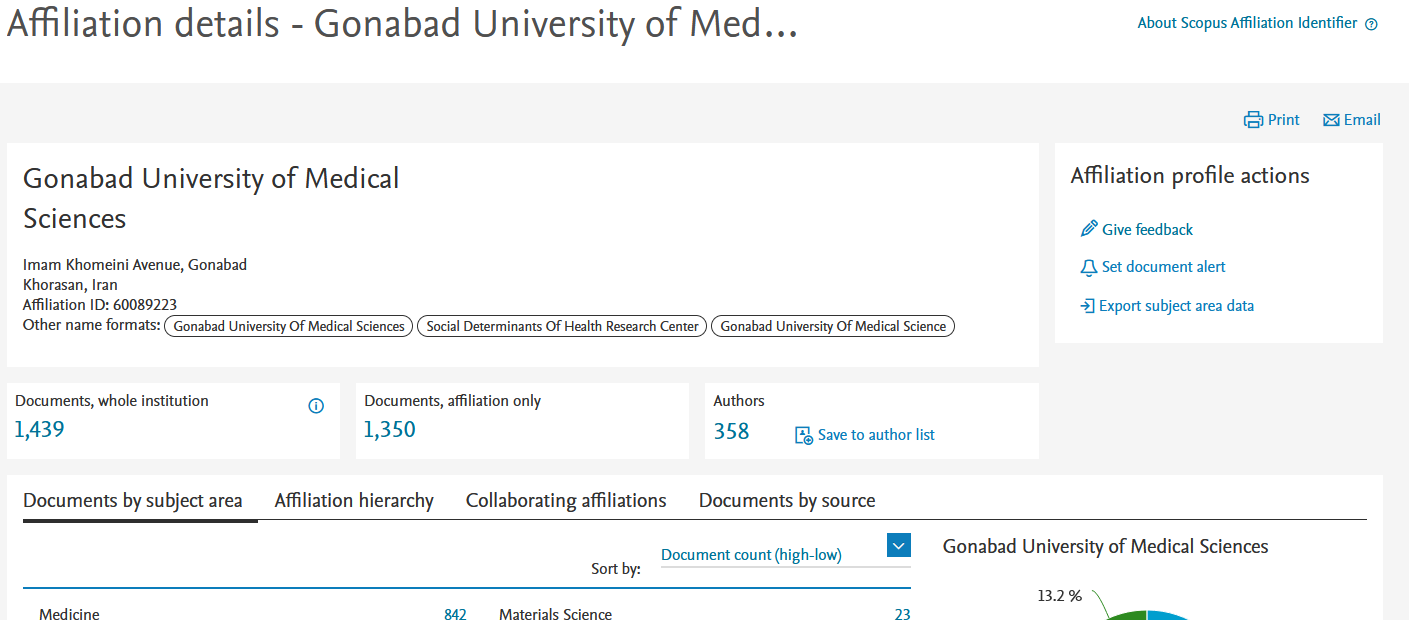 Affiliation details - Gonabad University of Med...
About Scopus Affiliation Identifier
Print
Email
Gonabad University of Medical
Sciences
Imam Khomeini Avenue, Gonabad
Khorasan, Iran
Affiliation ID: 60089223
Other name formats: Gonabad University Of Medical Sciences Social Determinants Of Health Research Center Gonabad University Of Medical Science
Affiliation profile actions
Give feedback
Set document alert
Export subject area data
Documents, whole institution
1,439
Documents, affiliation only
1,350
Authors
358
Save to author list
Documents by subject area Affiliation hierarchy Collaborating affiliations Documents by source
Sort by: Document count (high-low)
Medicine 842 Materials Science 23
Gonabad University of Medical Sciences
13.2 %